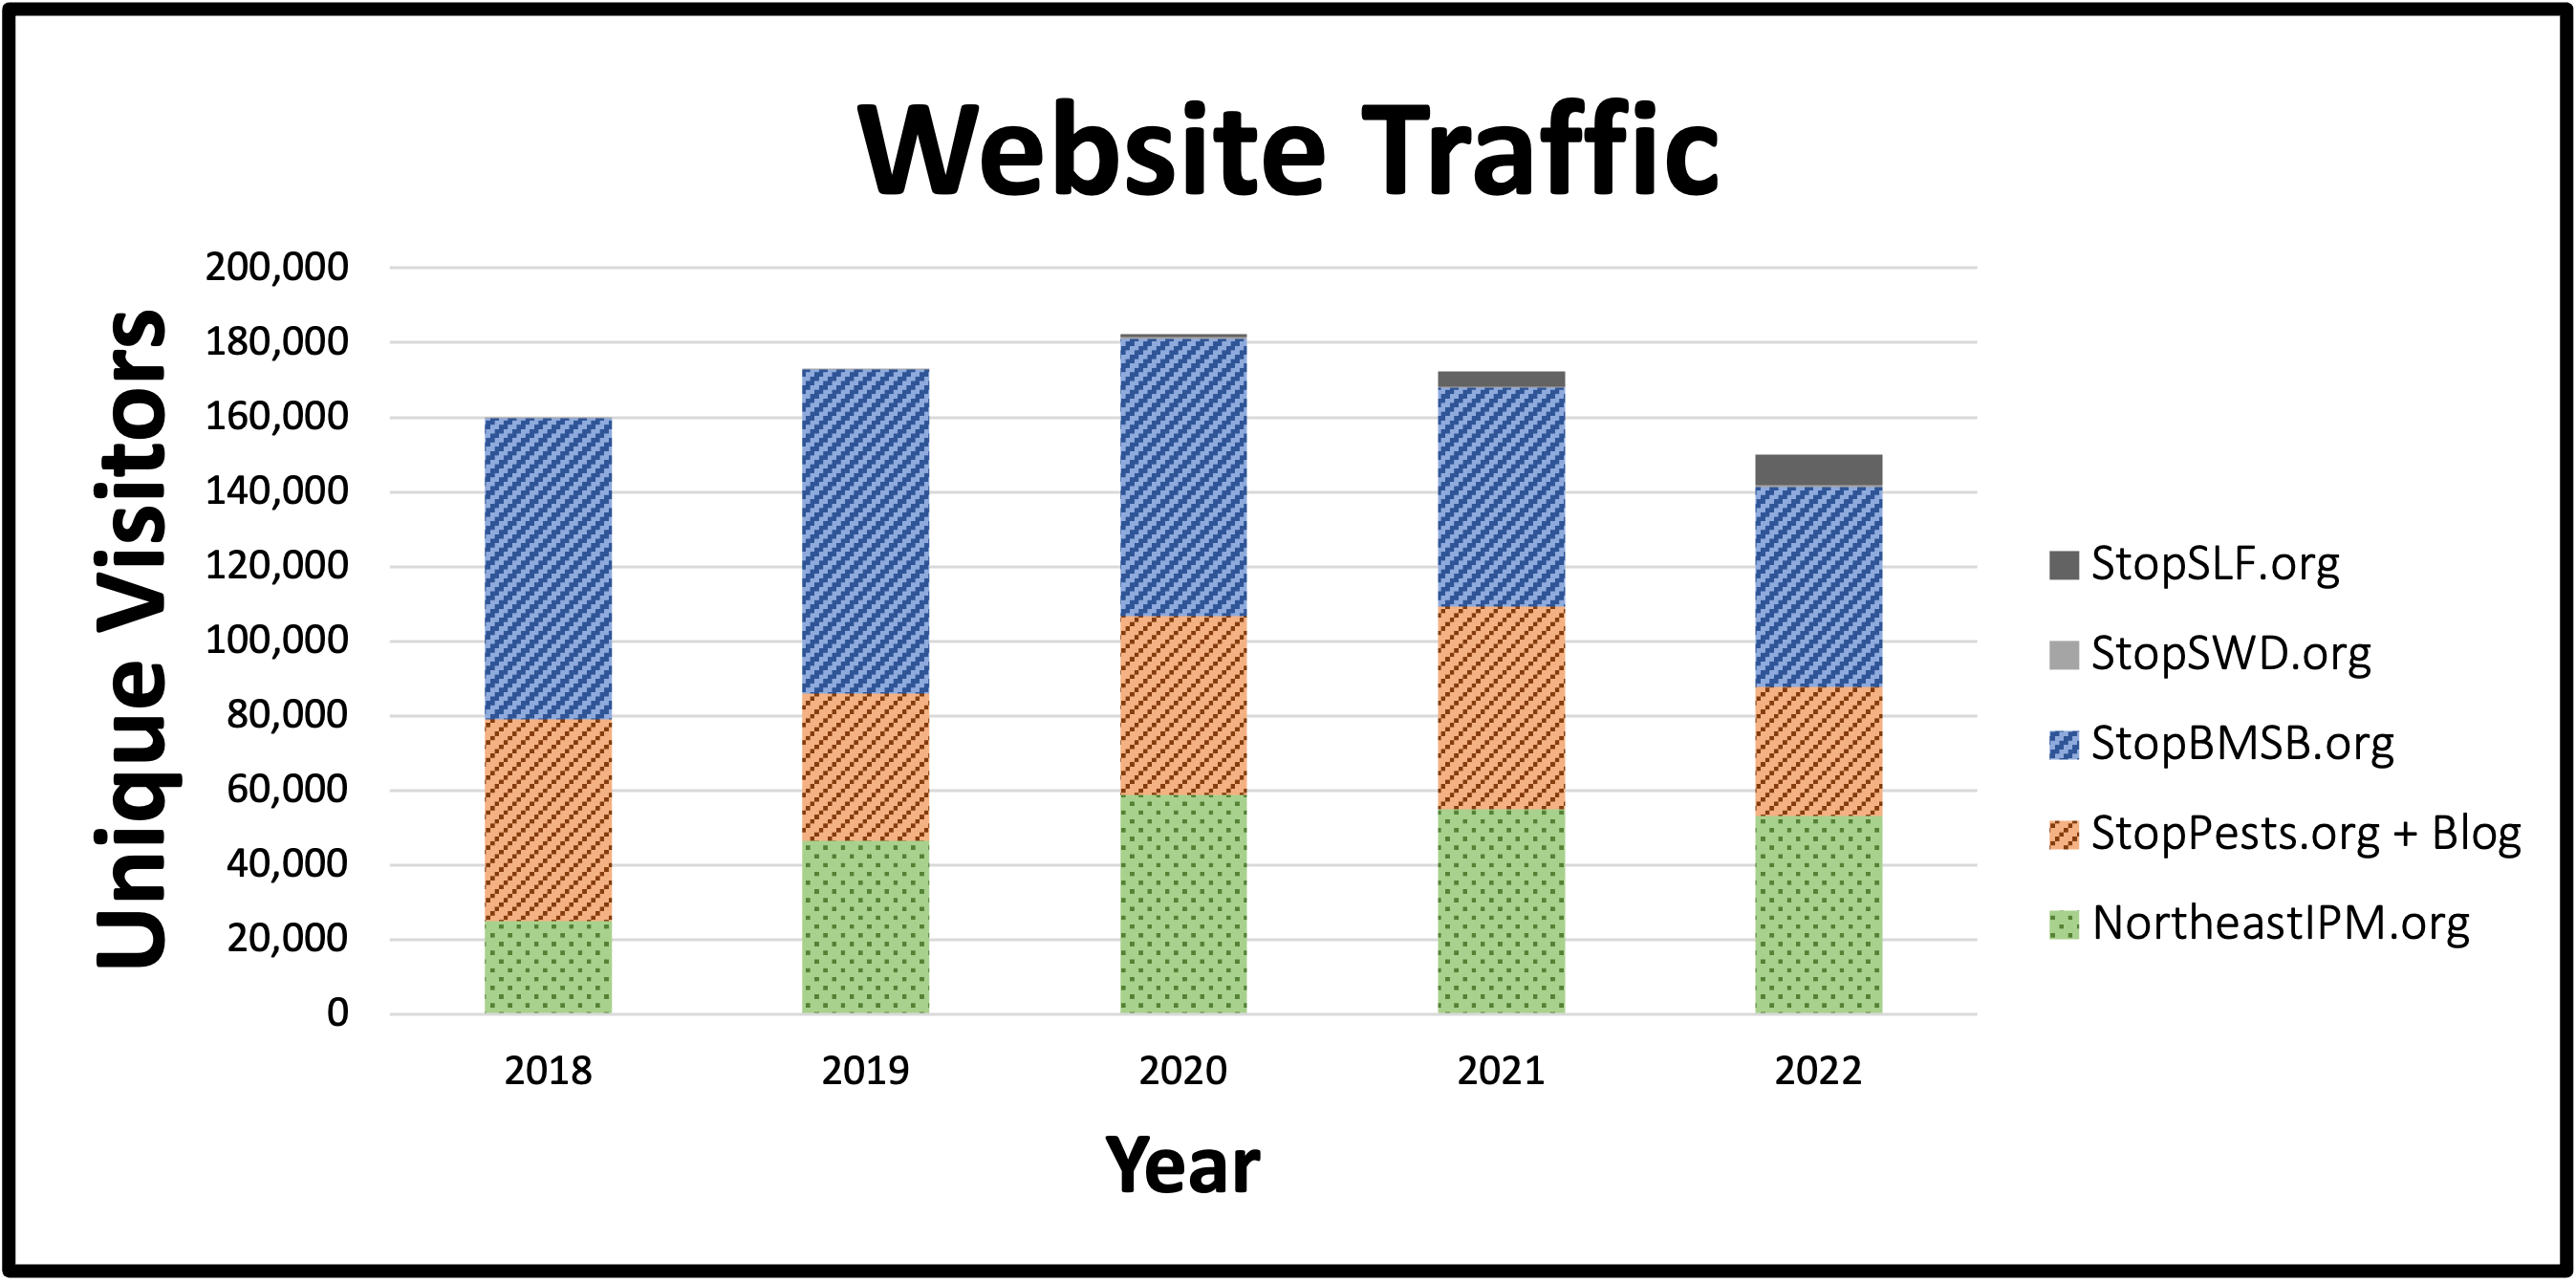 Website Traffic
Unique Visitors
200,000
180,000
160,000
140,000
120,000
100,000
80,000
60,000
40,000
20,000
0
2018
2019
2020
2021
2022
Year
StopSLF.org
StopSWD.org
StopBMSB.org
StopPests.org + Blog
NortheastIPM.org